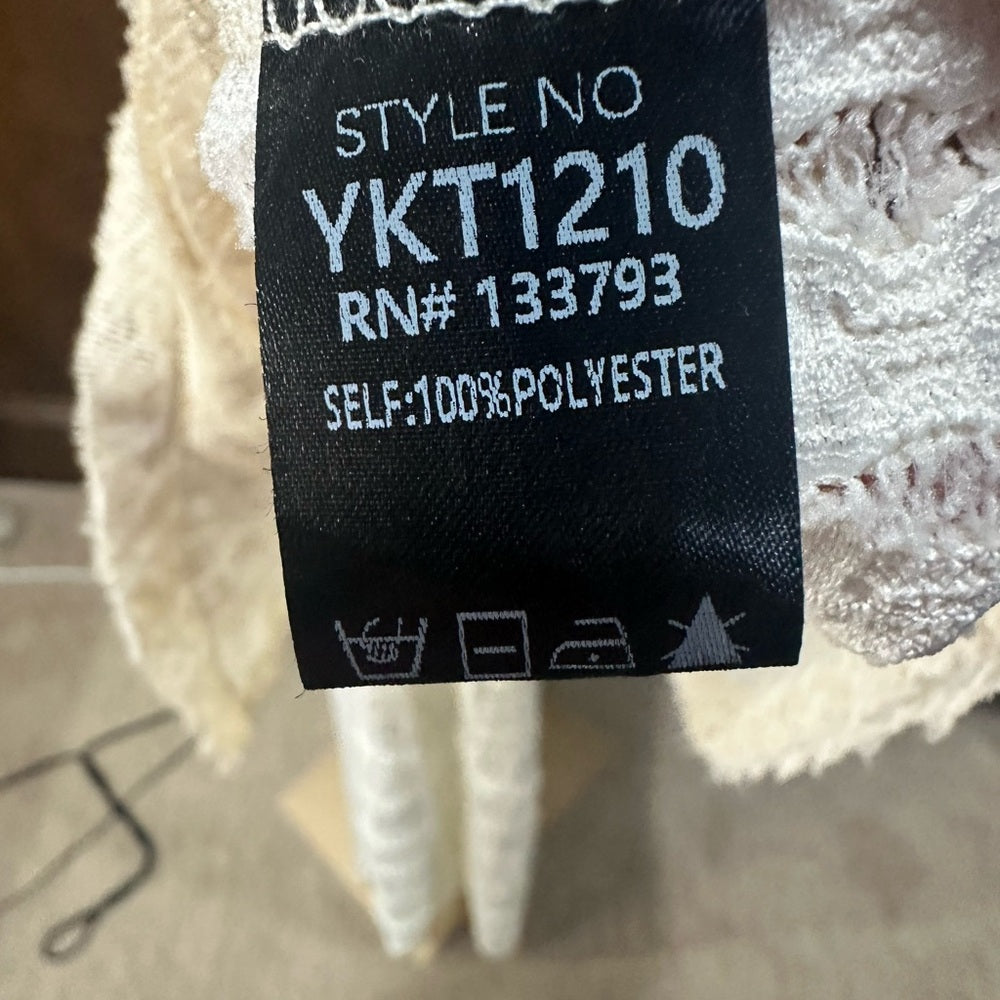 STYLE NO
YKT1210
RN# 133793
SELF:100%POLYESTER